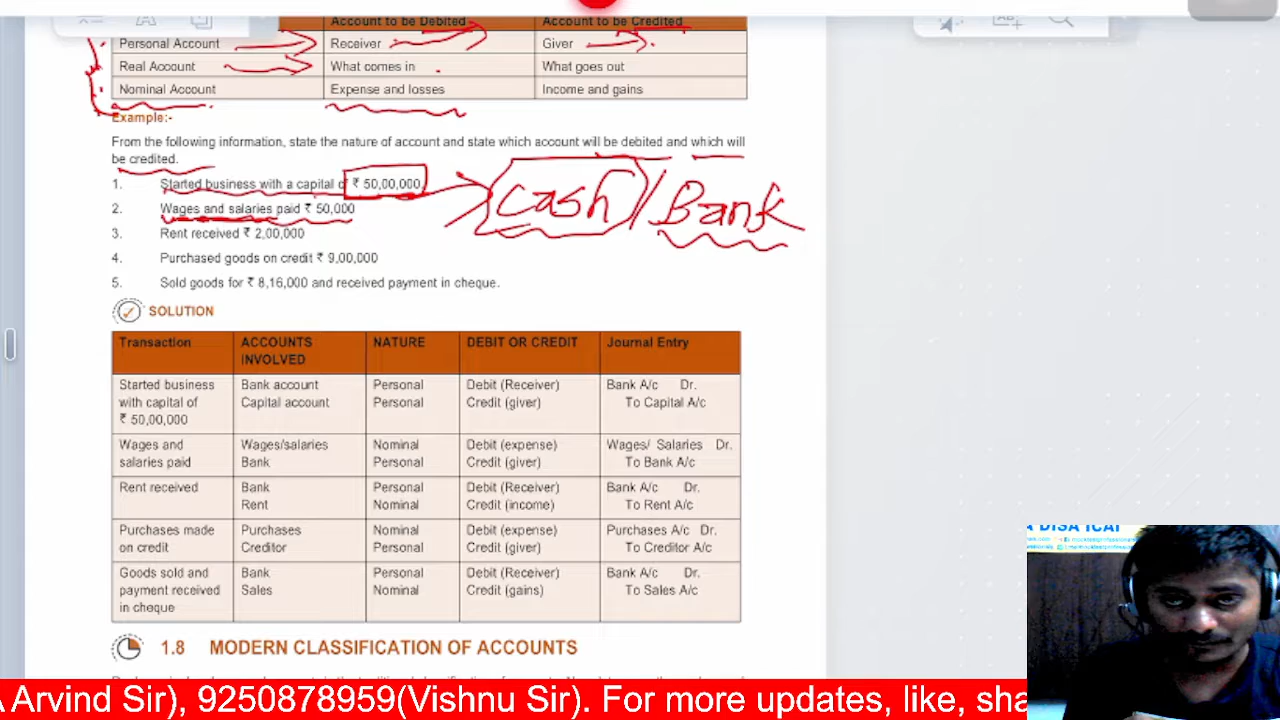 Account to be Debited Account to be Credited
Personal Account Receiver Giver
Real Account What comes in What goes out
Nominal Account Expense and losses Income and gains
Example:-
From the following information, state the nature of account and state which account will be debited and which will
be credited.
1. Started business with a capital of ₹ 50,00,000
2. Wages and salaries paid ₹ 50,000
3. Rent received ₹ 2,00,000
4. Purchased goods on credit ₹ 9,00,000
5. Sold goods for ₹ 8,16,000 and received payment in cheque.
Cash / Bank
SOLUTION
Transaction ACCOUNTS INVOLVED NATURE DEBIT OR CREDIT Journal Entry
Started business Bank account Personal Debit (Receiver) Bank A/c Dr.
with capital of Capital account Personal Credit (giver) To Capital A/c
₹ 50,00,000
Wages and Wages/salaries Nominal Debit (expense) Wages/ Salaries Dr.
salaries paid Bank Personal Credit (giver) To Bank A/c
Rent received Bank Personal Debit (Receiver) Bank A/c Dr.
Rent Nominal Credit (income) To Rent A/c
Purchases made Purchases Nominal Debit (expense) Purchases A/c Dr.
on credit Creditor Personal Credit (giver) To Creditor A/c
Goods sold and Bank Personal Debit (Receiver) Bank A/c Dr.
payment received Sales Nominal Credit (gains) To Sales A/c
in cheque
1.8 MODERN CLASSIFICATION OF ACCOUNTS
A DISA ICAI
Arvind Sir), 9250878959(Vishnu Sir). For more updates, like, sha